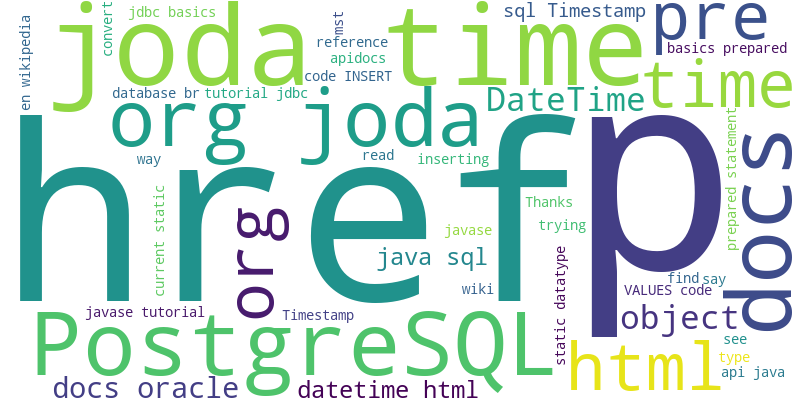 en wikipedia
joda time
convert
jdbc basics
mst
sql Timestamp
pre
reference
basics prepared
apidocs
code INSERT
time
database br
tutorial jdbc
DateTime
org joda
href
p
docs
way
read
inserting
prepared statement
current static
org
Thanks
javase
trying
java sql
static datatype
wiki
find
say
VALUES code
javase tutorial
Timestamp
object
PostgreSQL
see
html
type
api java
docs oracle
datetime html